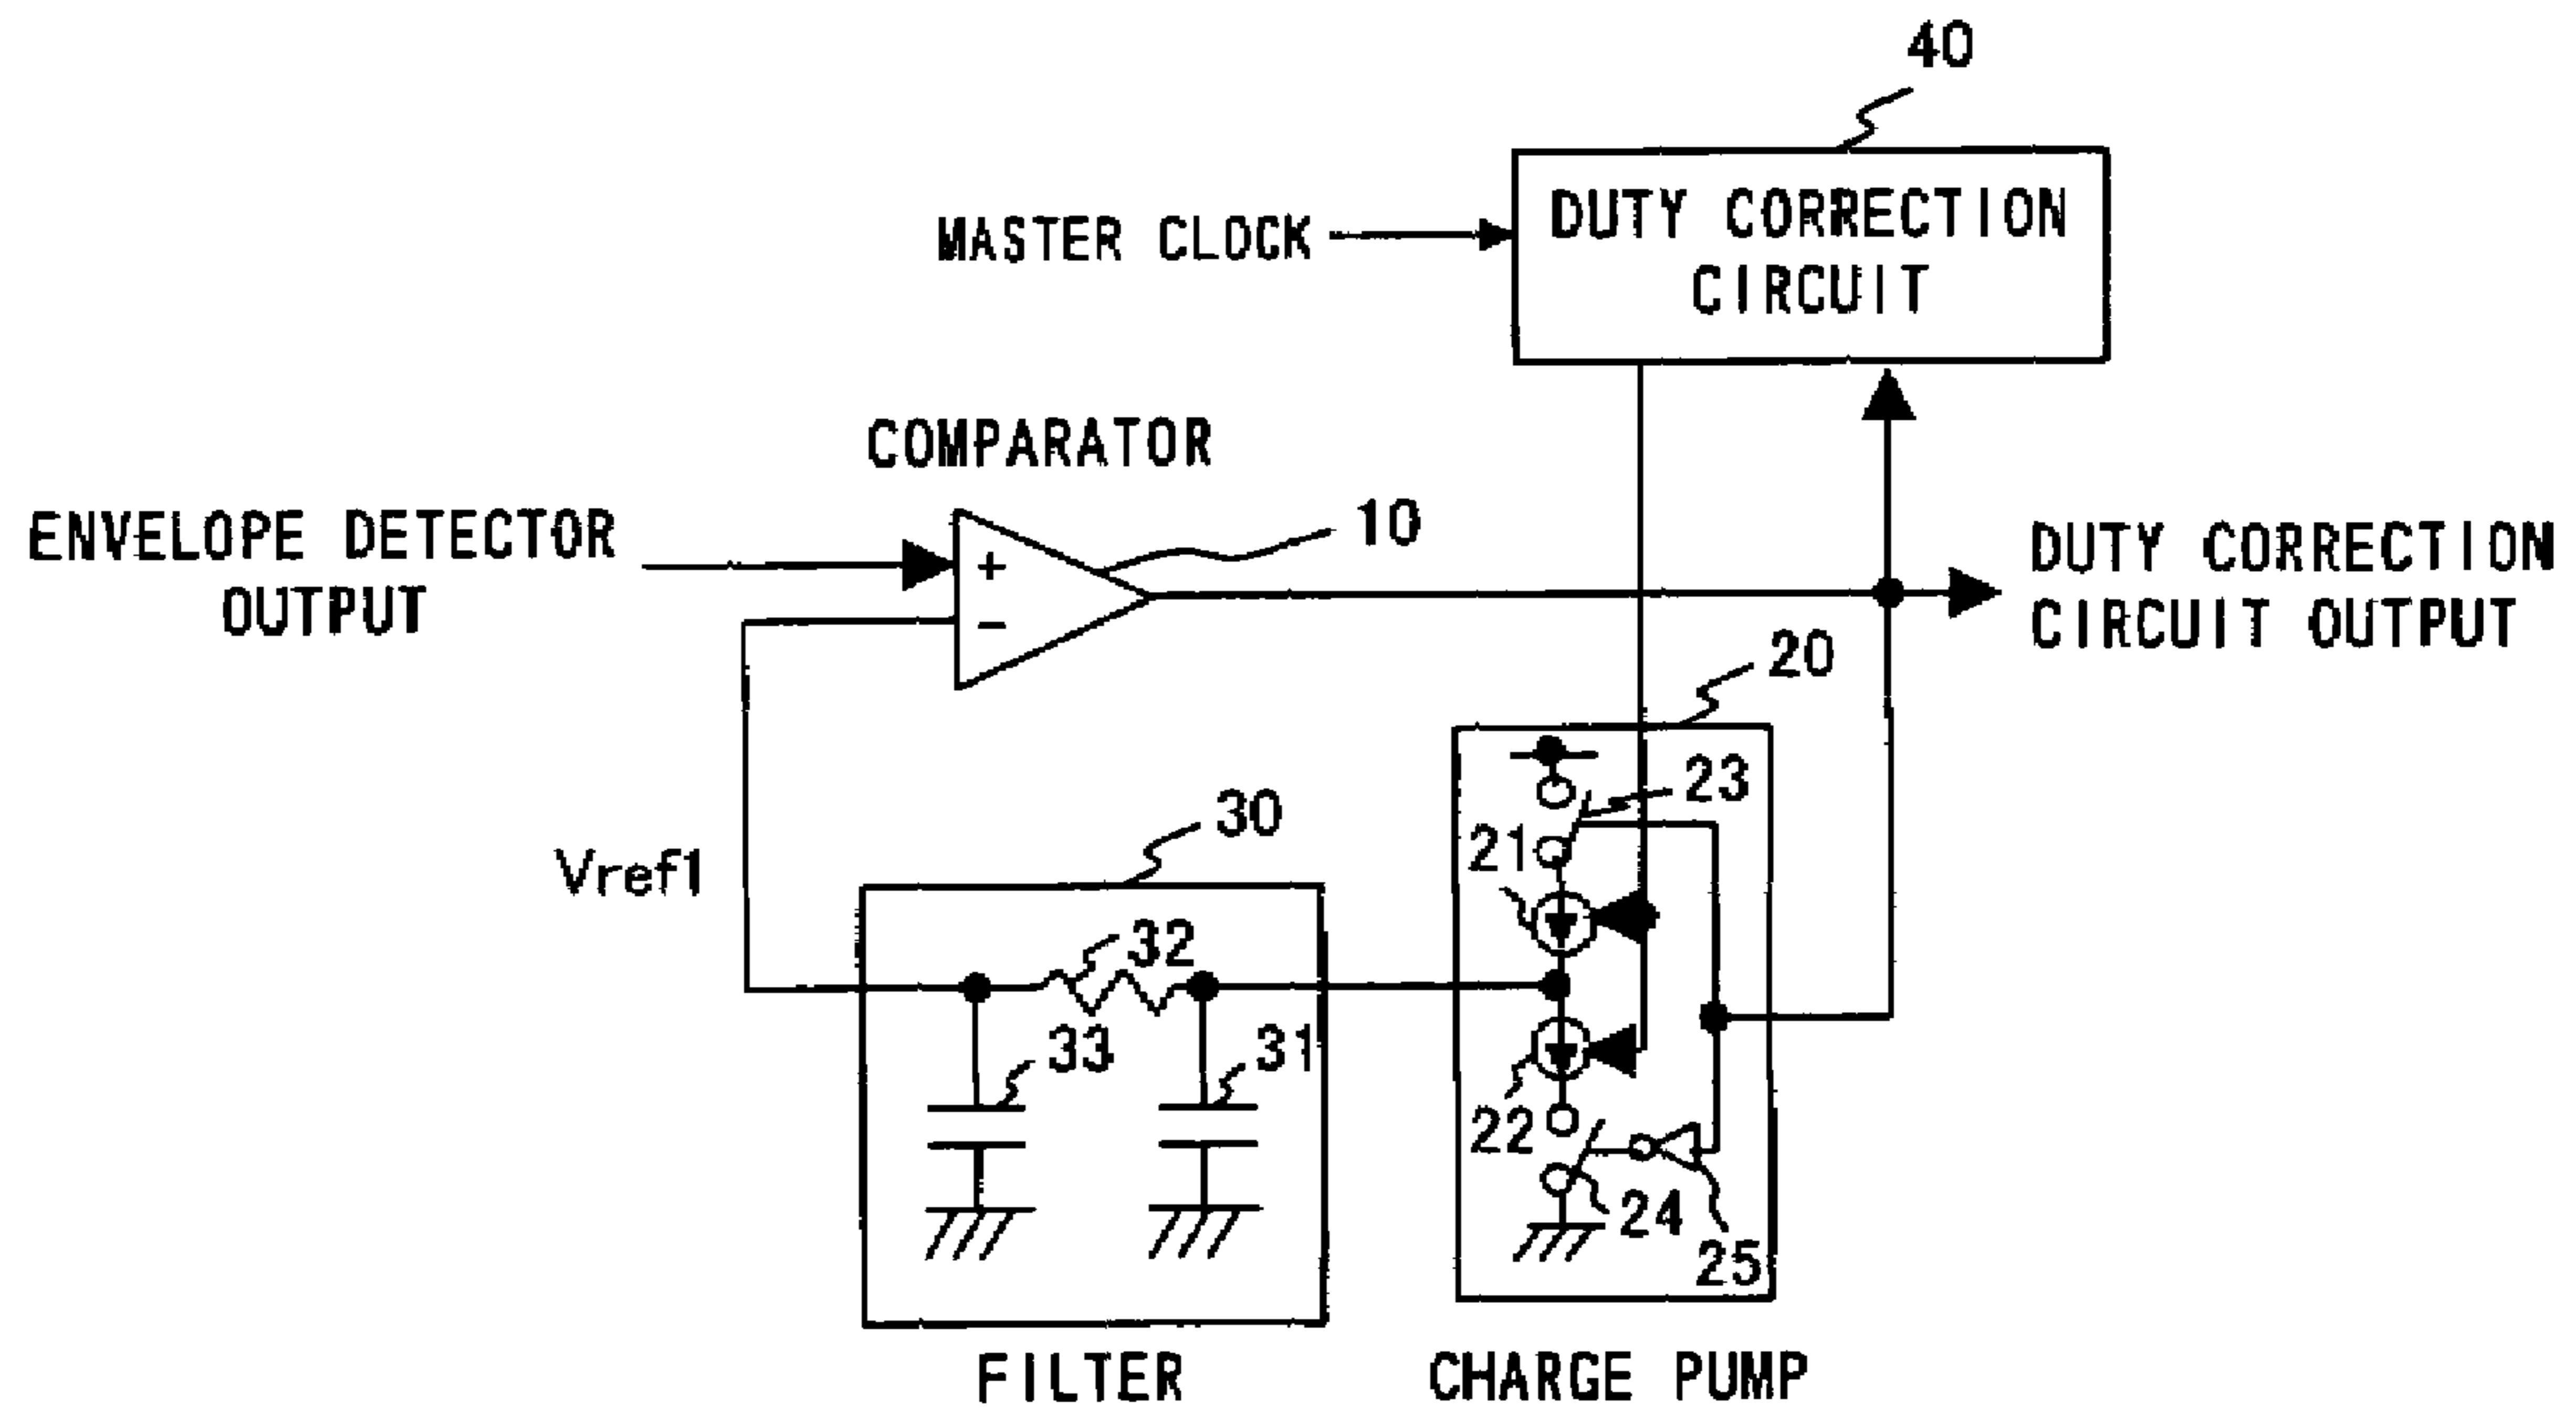 40
DUTY CORRECTION
CIRCUIT
MASTER CLOCK
COMPARATOR
10
ENVELOPE DETECTOR
OUTPUT
+
−
DUTY CORRECTION
CIRCUIT OUTPUT
20
23
21
30
Vref1
32
33
31
22
24
25
FILTER
CHARGE PUMP